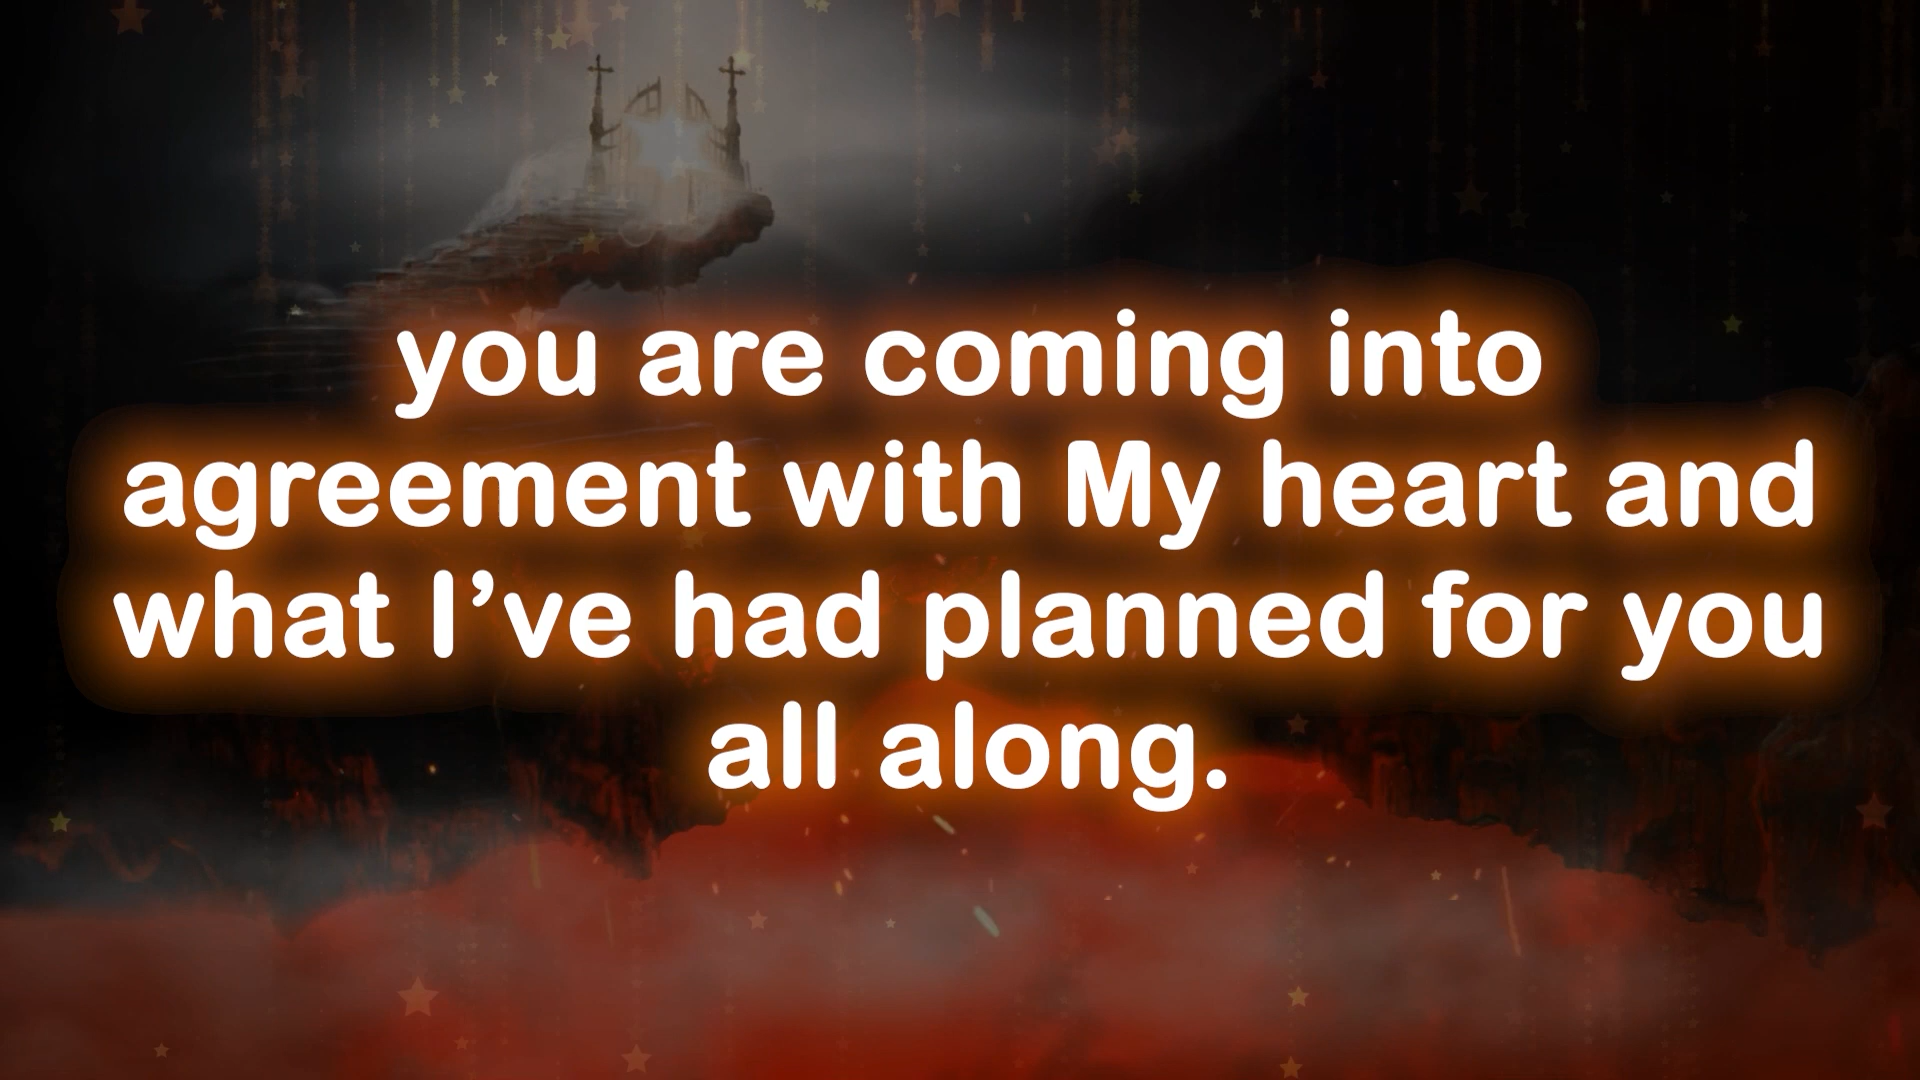 you are coming into
agreement with My heart and
what I’ve had planned for you
all along.